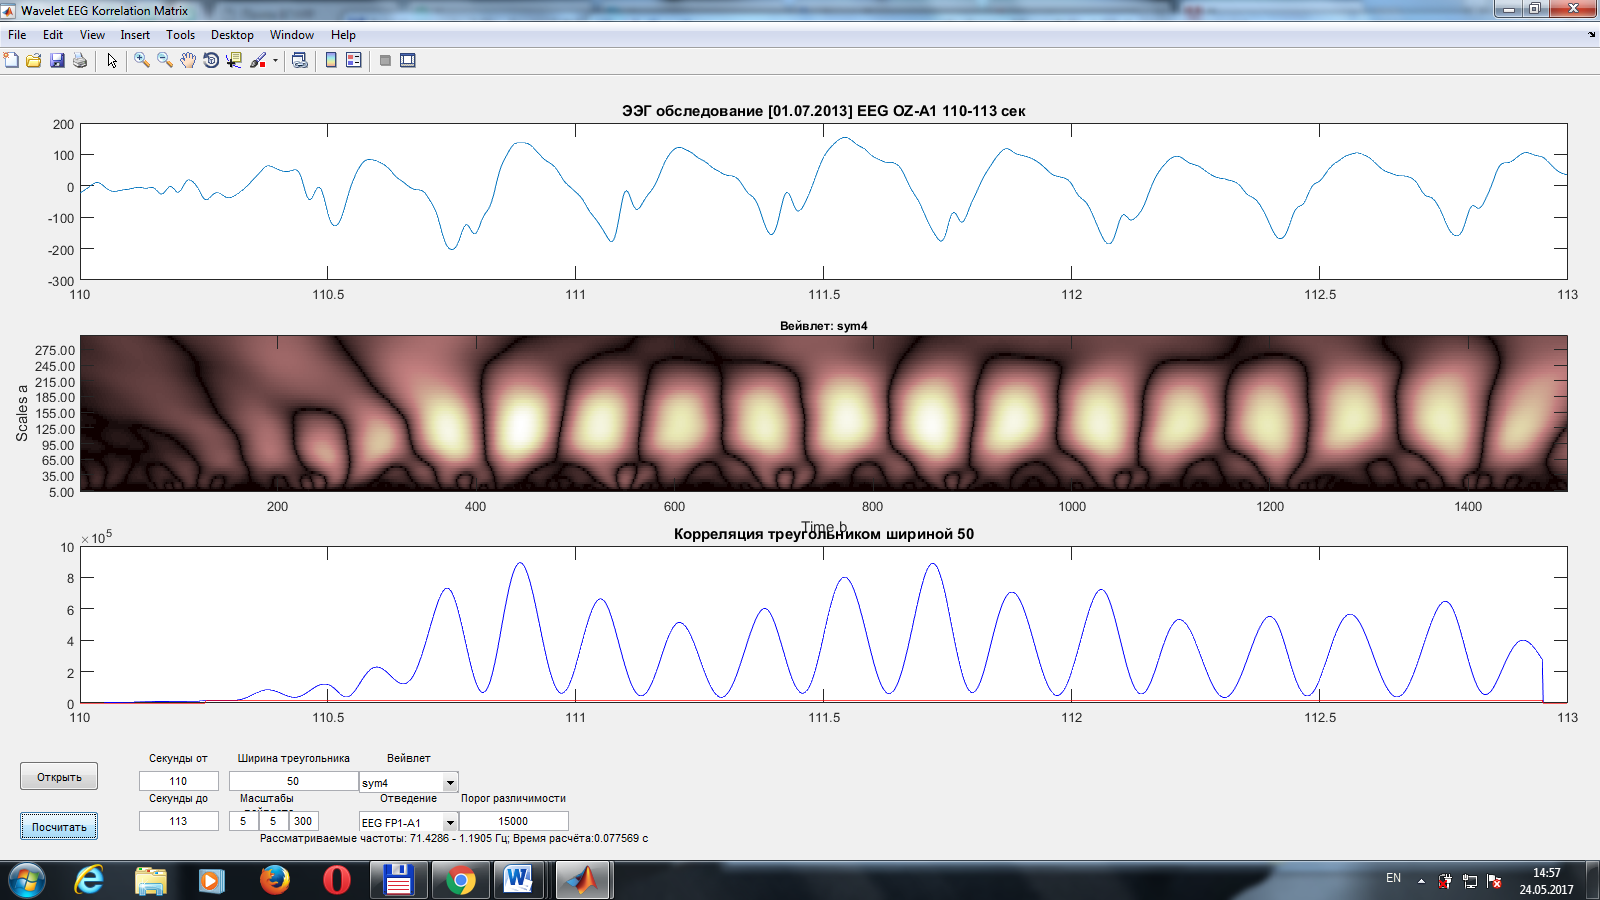 Wavelet EEG Korrelation Matrix
File Edit View Insert Tools Desktop Window Help
ЭЭГ обследование [01.07.2013] EEG OZ-A1 110-113 сек
200
100
0
-100
-200
-300
110 110.5 111 111.5 112 112.5 113
Вейвлет: sym4
Scales a
275.00
245.00
215.00
185.00
155.00
125.00
95.00
65.00
35.00
5.00
200 400 600 800 1000 1200 1400
Time b
Корреляция треугольником шириной 50
×10^5
10
8
6
4
2
0
110 110.5 111 111.5 112 112.5 113
Секунды от Ширина треугольника Вейвлет
Открыть 110 50 sym4
Секунды до Масштабы Отведение Порог различимости
Посчитать 113 5 5 300 EEG FP1-A1 15000
Рассматриваемые частоты: 71.4286 - 1.1905 Гц; Время расчёта:0.077569 с
EN
14:57
24.05.2017